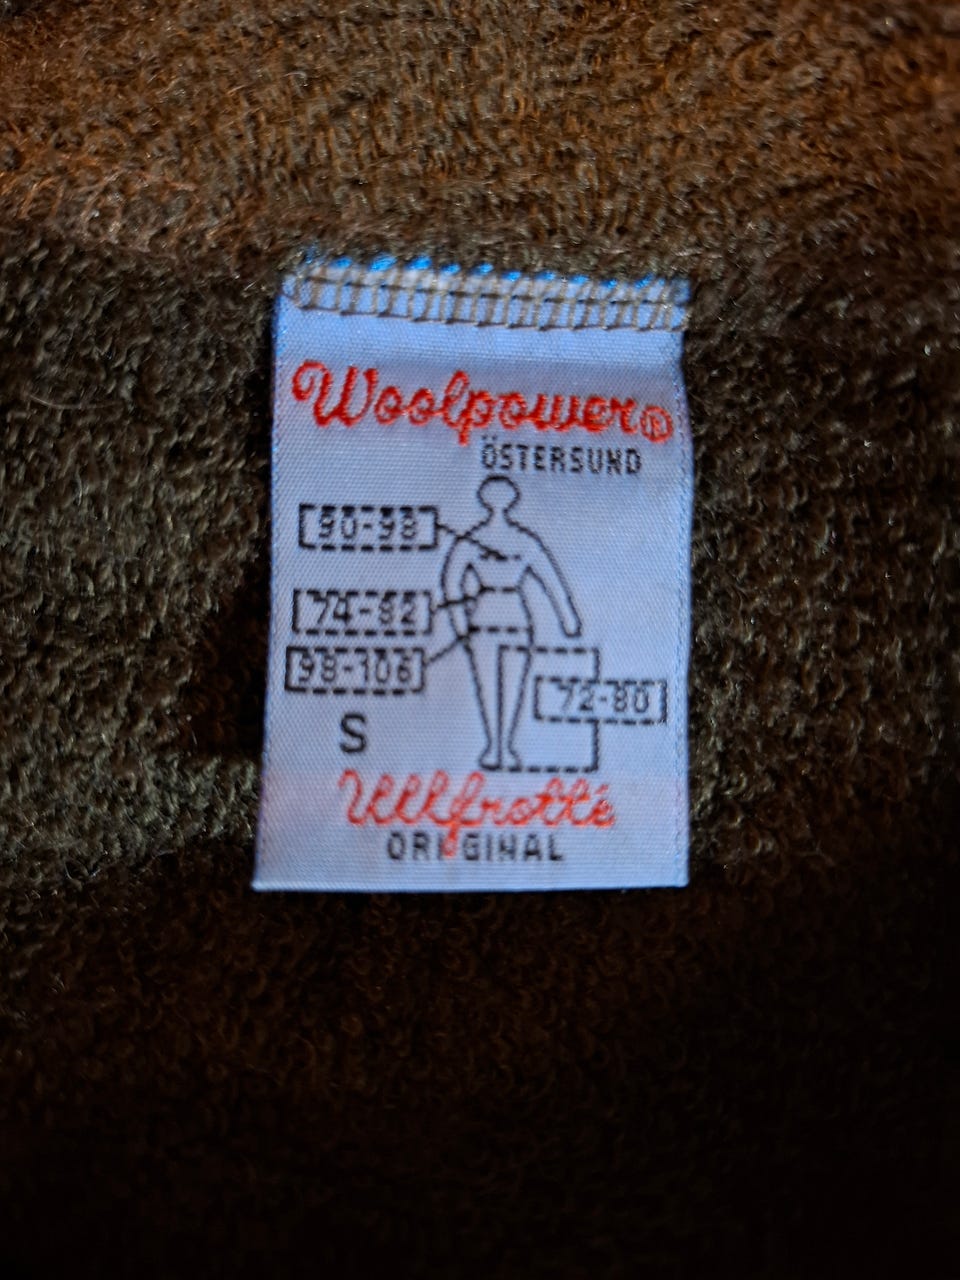 Woolpower®
ÖSTERSUND
90-98
74-82
98-106
72-80
S
Ullfrotté
ORIGINAL